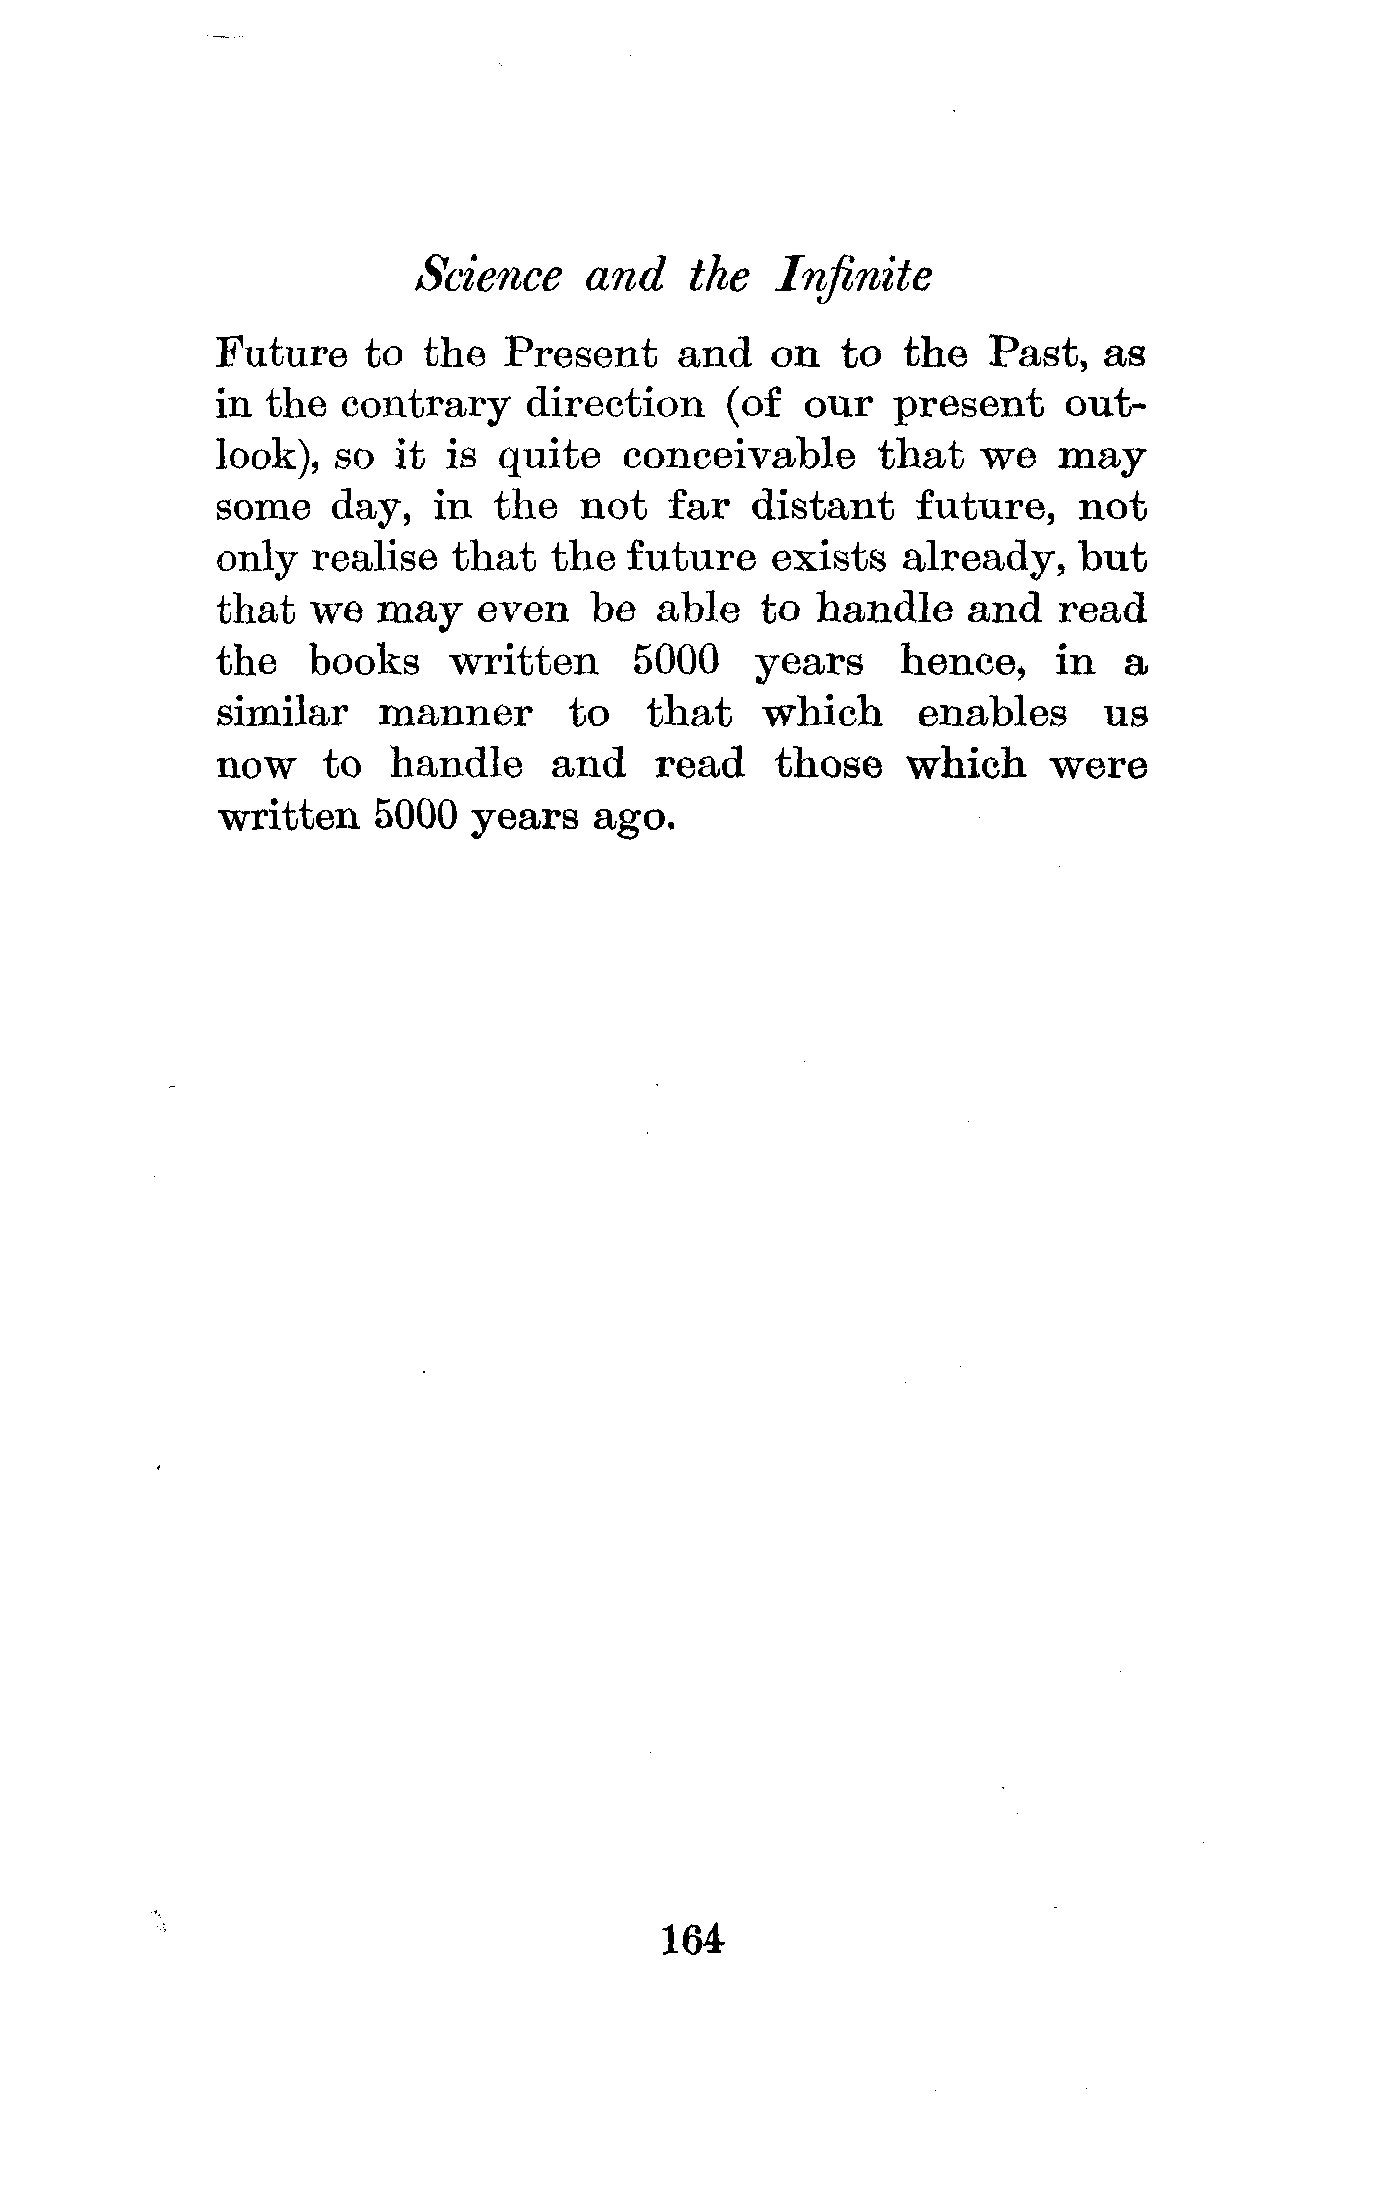 Science and the Infinite
Future to the Present and on to the Past, as
in the contrary direction (of our present out-
look), so it is quite conceivable that we may
some day, in the not far distant future, not
only realise that the future exists already, but
that we may even be able to handle and read
the books written 5000 years hence, in a
similar manner to that which enables us
now to handle and read those which were
written 5000 years ago.
164